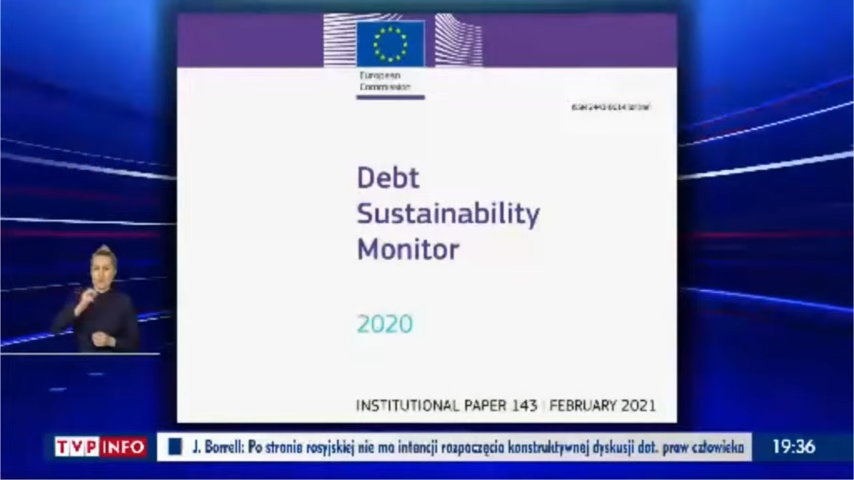 European
Commission
Debt
Sustainability
Monitor
2020
INSTITUTIONAL PAPER 143 | FEBRUARY 2021
TVP INFO
J. Borrell: Po stronie rosyjskiej nie ma intencji rozpoczęcia konstruktywnej dyskusji dot. praw człowieka
19:36